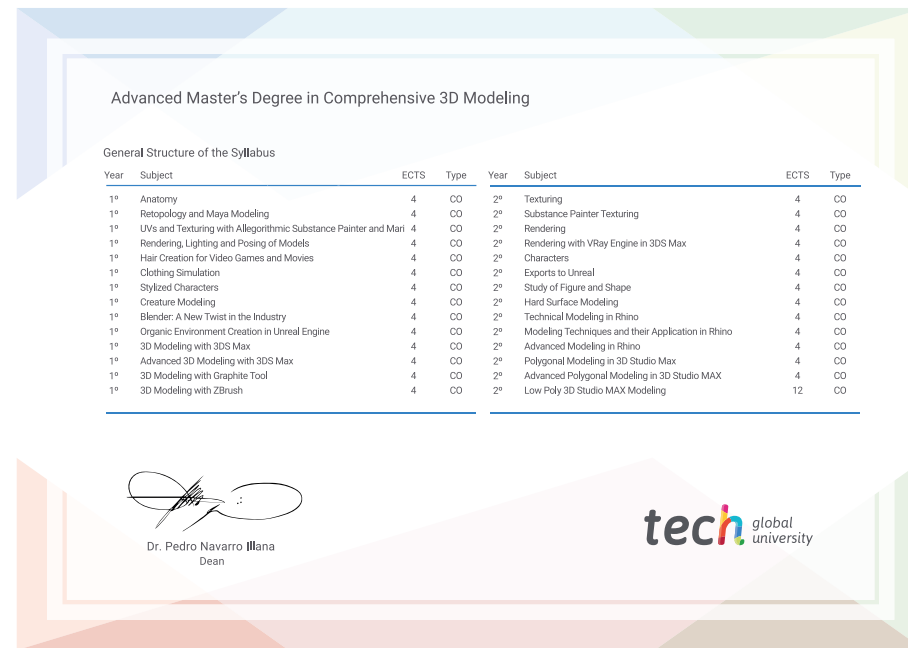 Advanced Master's Degree in Comprehensive 3D Modeling
General Structure of the Syllabus
Year Subject ECTS Type
1º Anatomy 4 CO
1º Retopology and Maya Modeling 4 CO
1º UVs and Texturing with Allegorithmic Substance Painter and Mari 4 CO
1º Rendering, Lighting and Posing of Models 4 CO
1º Hair Creation for Video Games and Movies 4 CO
1º Clothing Simulation 4 CO
1º Stylized Characters 4 CO
1º Creature Modeling 4 CO
1º Blender: A New Twist in the Industry 4 CO
1º Organic Environment Creation in Unreal Engine 4 CO
1º 3D Modeling with 3DS Max 4 CO
1º Advanced 3D Modeling with 3DS Max 4 CO
1º 3D Modeling with Graphite Tool 4 CO
1º 3D Modeling with ZBrush 4 CO
Year Subject ECTS Type
2º Texturing 4 CO
2º Substance Painter Texturing 4 CO
2º Rendering 4 CO
2º Rendering with VRay Engine in 3DS Max 4 CO
2º Characters 4 CO
2º Exports to Unreal 4 CO
2º Study of Figure and Shape 4 CO
2º Hard Surface Modeling 4 CO
2º Technical Modeling in Rhino 4 CO
2º Modeling Techniques and their Application in Rhino 4 CO
2º Advanced Modeling in Rhino 4 CO
2º Polygonal Modeling in 3D Studio Max 4 CO
2º Advanced Polygonal Modeling in 3D Studio MAX 4 CO
2º Low Poly 3D Studio MAX Modeling 12 CO
Dr. Pedro Navarro Illana
Dean
tech global
university